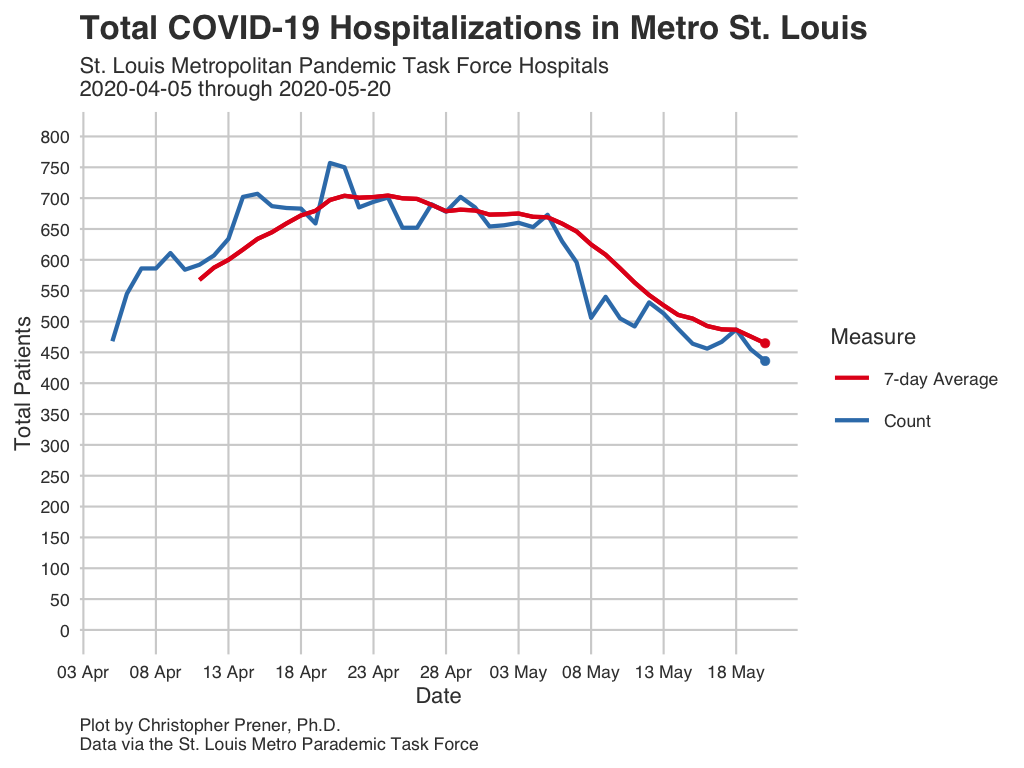 Total COVID-19 Hospitalizations in Metro St. Louis
St. Louis Metropolitan Pandemic Task Force Hospitals
2020-04-05 through 2020-05-20
800
750
700
650
600
550
500
450
400
350
300
250
200
150
100
50
0
Total Patients
03 Apr 08 Apr 13 Apr 18 Apr 23 Apr 28 Apr 03 May 08 May 13 May 18 May
Date
Measure
7-day Average
Count
Plot by Christopher Prener, Ph.D.
Data via the St. Louis Metro Parademic Task Force